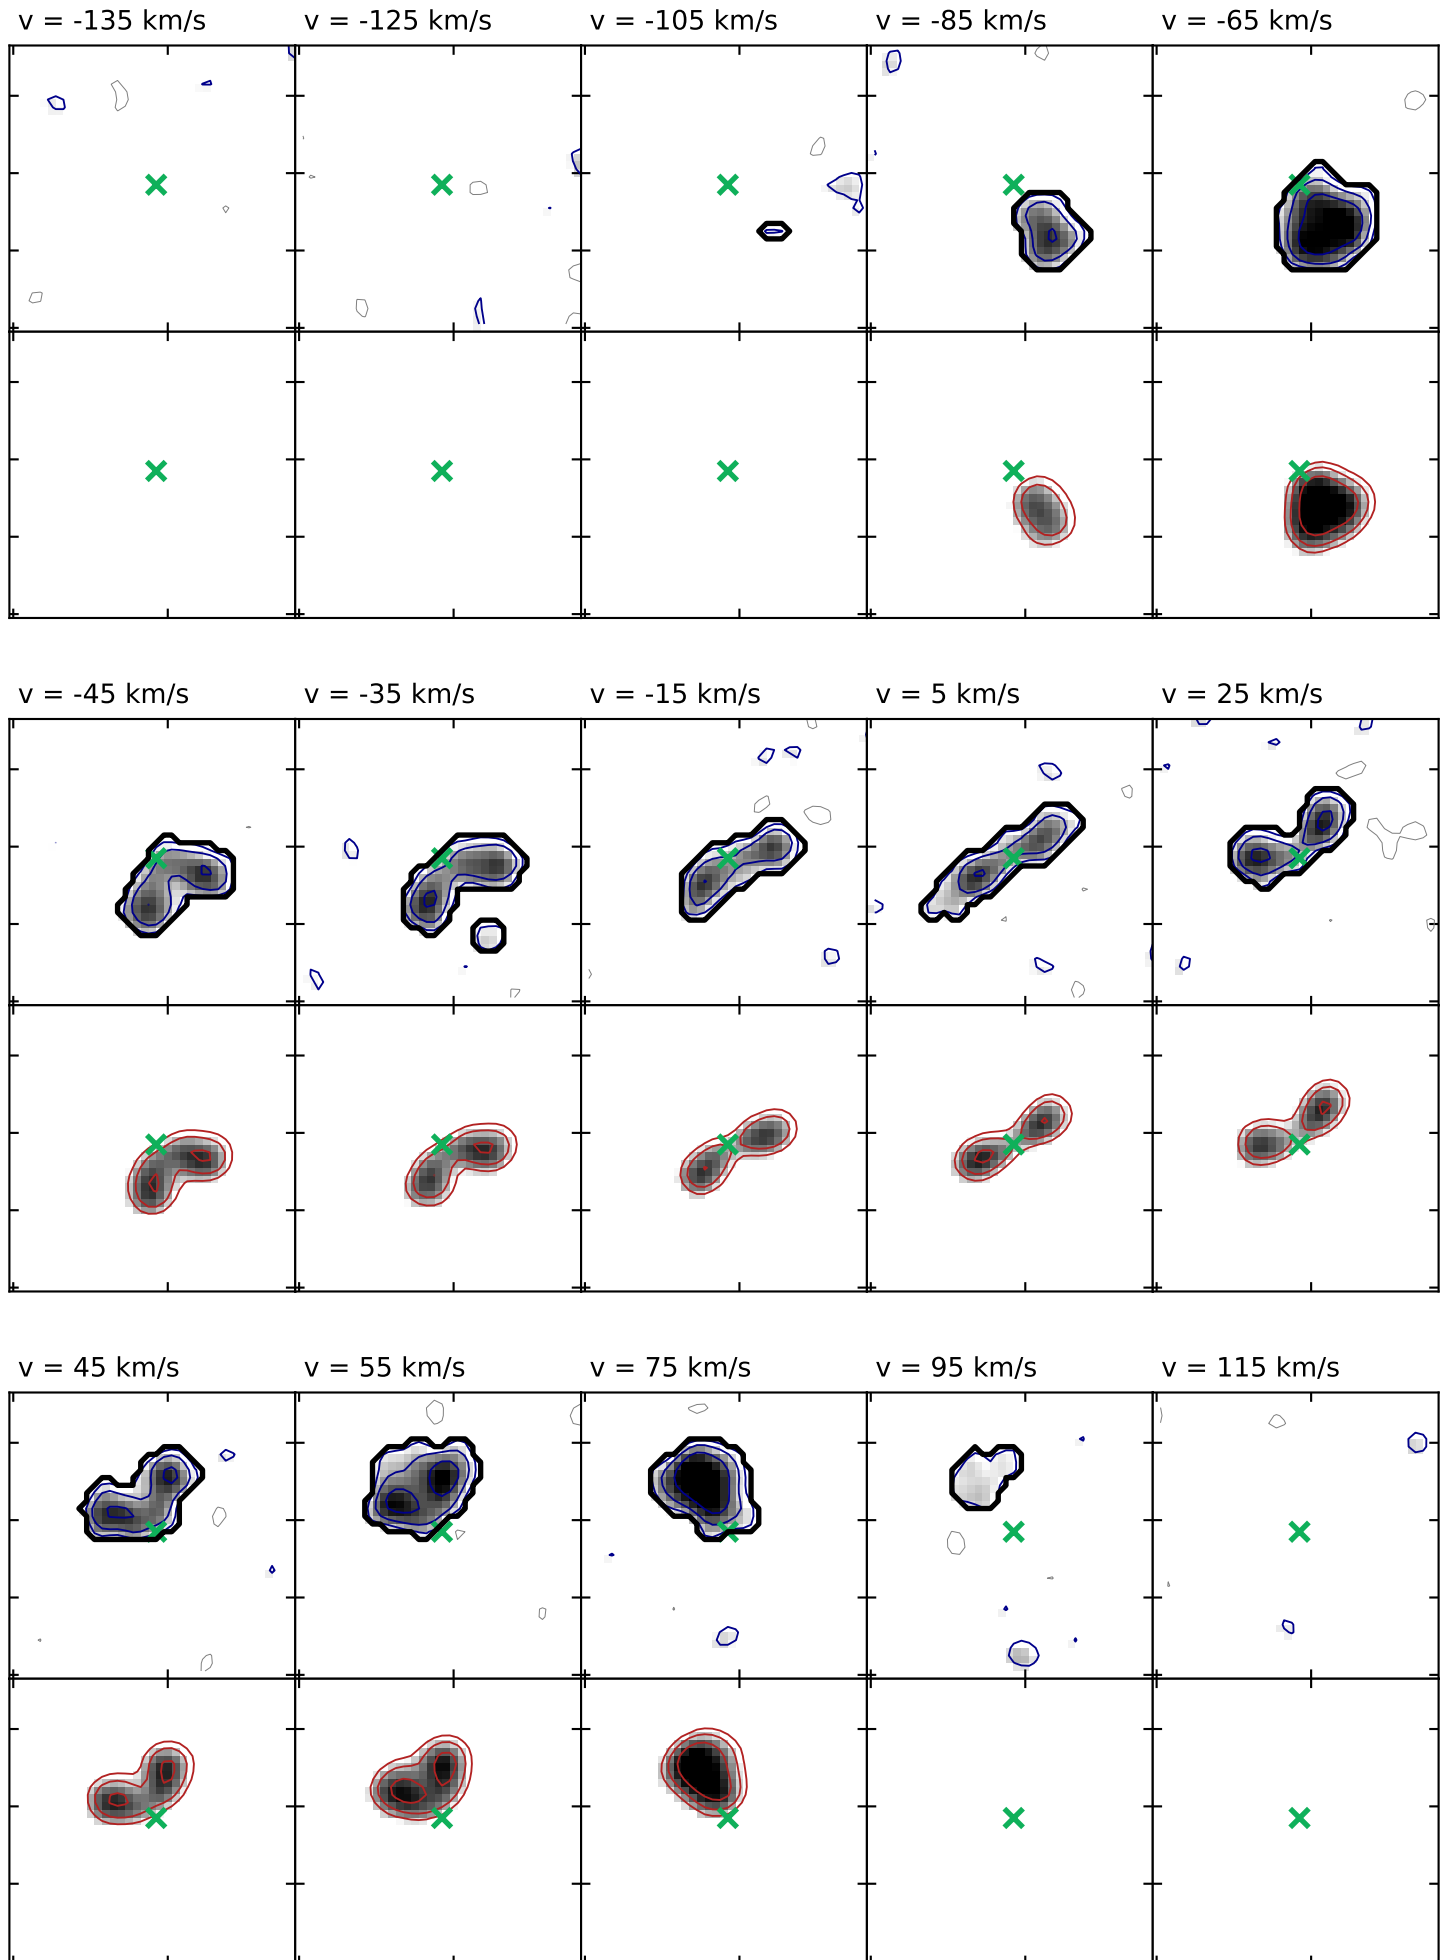 v = -135 km/s
v = -125 km/s
v = -105 km/s
v = -85 km/s
v = -65 km/s
v = -45 km/s
v = -35 km/s
v = -15 km/s
v = 5 km/s
v = 25 km/s
v = 45 km/s
v = 55 km/s
v = 75 km/s
v = 95 km/s
v = 115 km/s